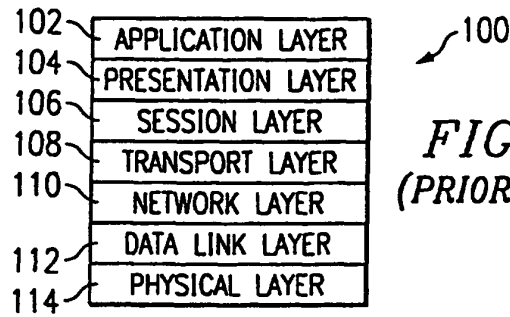 102 APPLICATION LAYER
104 PRESENTATION LAYER
106 SESSION LAYER
108 TRANSPORT LAYER
110 NETWORK LAYER
112 DATA LINK LAYER
114 PHYSICAL LAYER
100
FIG
(PRIOR